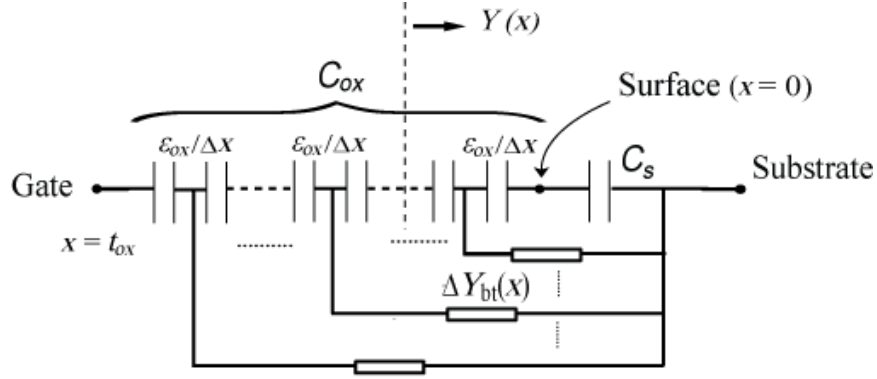 Y(x)
C_ox
Surface (x = 0)
ε_ox/Δx
ε_ox/Δx
ε_ox/Δx
C_s
Gate
Substrate
x = t_ox
ΔY_bt(x)